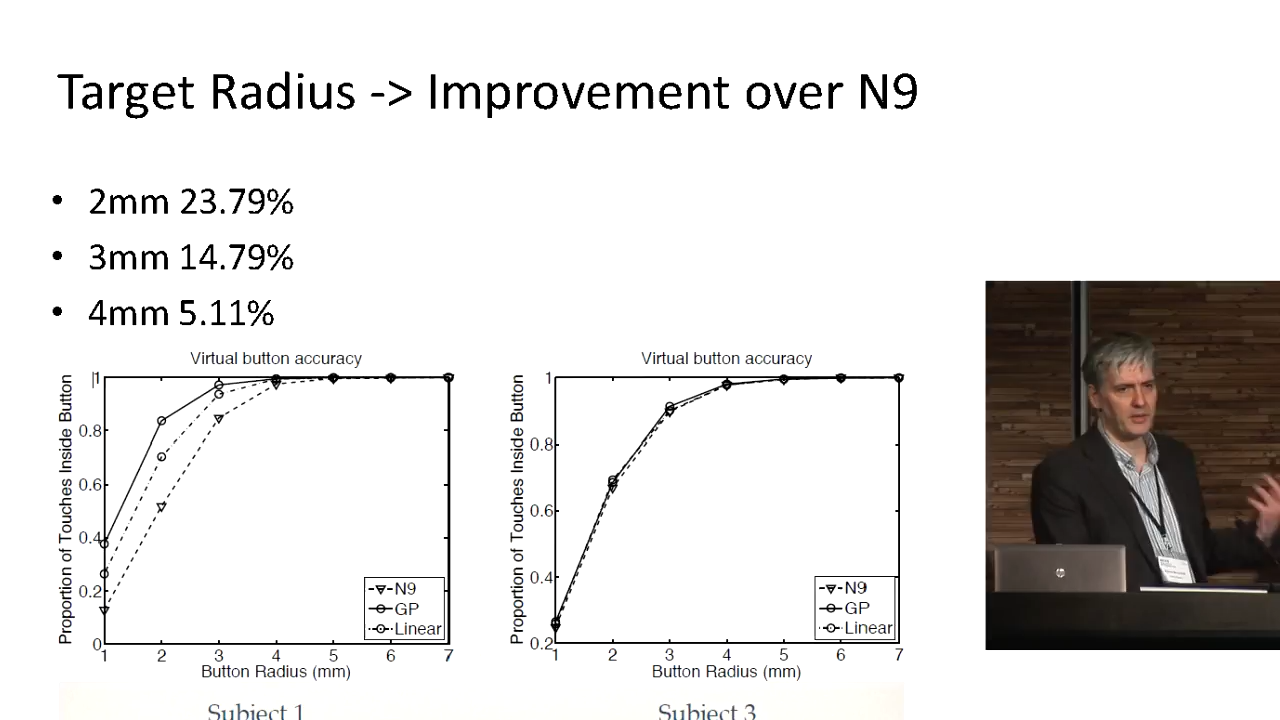 Target Radius -> Improvement over N9
• 2mm 23.79%
• 3mm 14.79%
• 4mm 5.11%
Virtual button accuracy
Proportion of Touches Inside Button
1
0.8
0.6
0.4
0.2
0
1 2 3 4 5 6 7
Button Radius (mm)
N9
GP
Linear
Subject 1
Virtual button accuracy
Proportion of Touches Inside Button
1
0.8
0.6
0.4
0.2
1 2 3 4 5 6 7
Button Radius (mm)
N9
GP
Linear
Subject 3